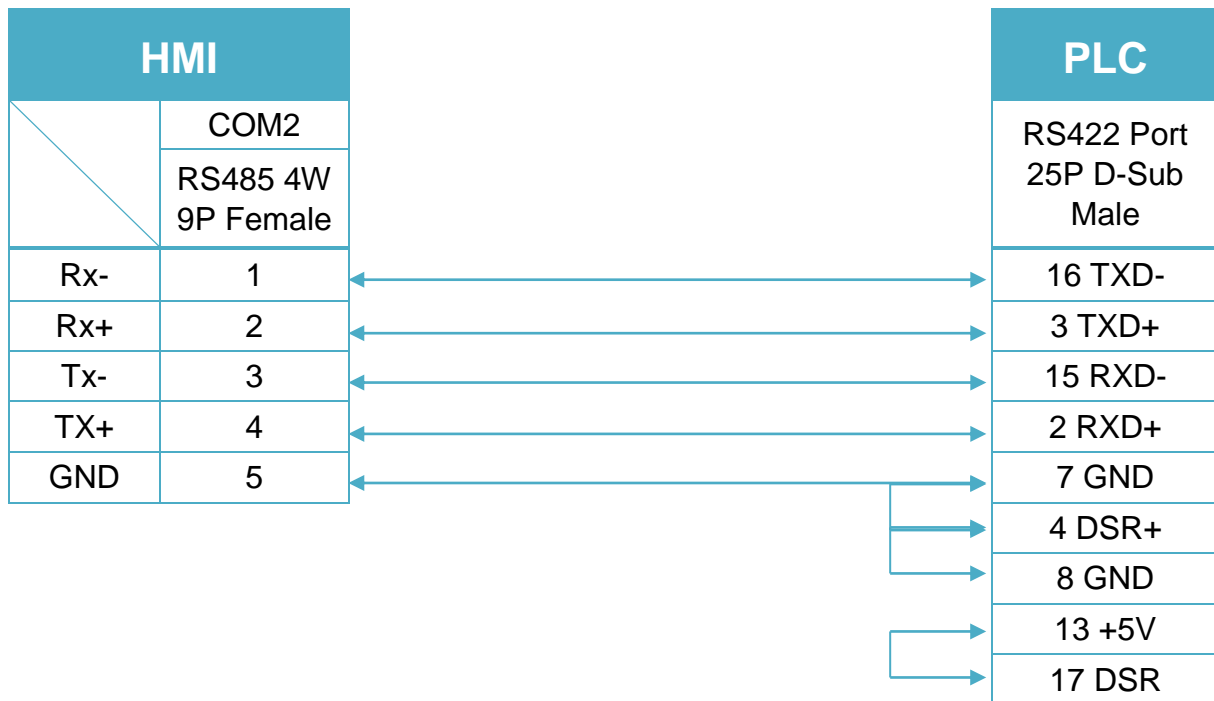 HMI
PLC
COM2
RS485 4W
9P Female
RS422 Port
25P D-Sub
Male
Rx- 1 16 TXD-
Rx+ 2 3 TXD+
Tx- 3 15 RXD-
TX+ 4 2 RXD+
GND 5 7 GND
4 DSR+
8 GND
13 +5V
17 DSR